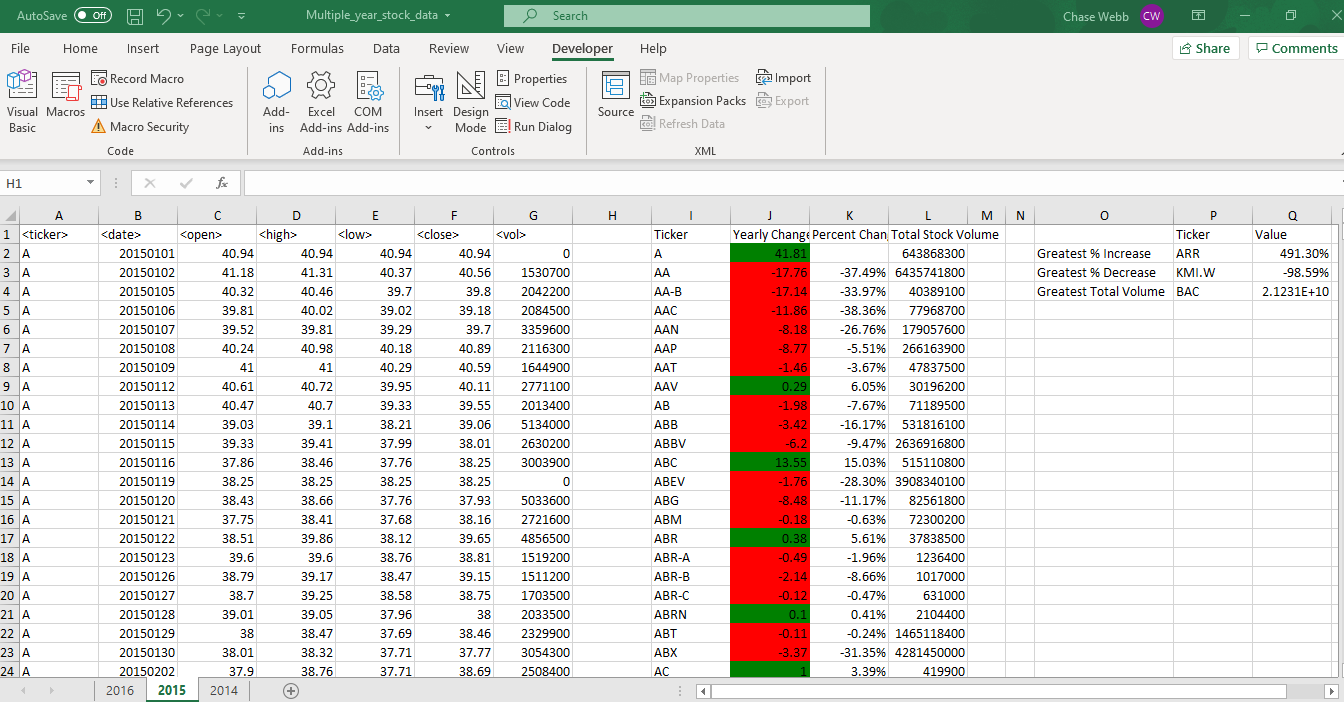 AutoSave Off Multiple_year_stock_data Search Chase Webb CW
File Home Insert Page Layout Formulas Data Review View Developer Help Share Comments
Visual Basic Macros Record Macro Use Relative References Macro Security
Add-ins Excel Add-ins COM Add-ins
Insert Design Mode Properties View Code Run Dialog
Source Map Properties Expansion Packs Refresh Data Import Export
Code Add-ins Controls XML
H1 fx
A B C D E F G H I J K L M N O P Q
1 <ticker> <date> <open> <high> <low> <close> <vol> Ticker Yearly Change Percent Chan Total Stock Volume Ticker Value
2 A 20150101 40.94 40.94 40.94 40.94 0 A 41.81 643868300 Greatest % Increase ARR 491.30%
3 A 20150102 41.18 41.31 40.37 40.56 1530700 AA -17.76 -37.49% 6435741800 Greatest % Decrease KMI.W -98.59%
4 A 20150105 40.32 40.46 39.7 39.8 2042200 AA-B -17.14 -33.97% 40389100 Greatest Total Volume BAC 2.1231E+10
5 A 20150106 39.81 40.02 39.02 39.18 2084500 AAC -11.86 -38.36% 77968700
6 A 20150107 39.52 39.81 39.29 39.7 3359600 AAN -8.18 -26.76% 179057600
7 A 20150108 40.24 40.98 40.18 40.89 2116300 AAP -8.77 -5.51% 266163900
8 A 20150109 41 41 40.29 40.59 1644900 AAT -1.46 -3.67% 47837500
9 A 20150112 40.61 40.72 39.95 40.11 2771100 AAV 0.29 6.05% 30196200
10 A 20150113 40.47 40.7 39.33 39.55 2013400 AB -1.98 -7.67% 71189500
11 A 20150114 39.03 39.1 38.21 39.06 5134000 ABB -3.42 -16.17% 531816100
12 A 20150115 39.33 39.41 37.99 38.01 2630200 ABBV -6.2 -9.47% 2636916800
13 A 20150116 37.86 38.46 37.76 38.25 3003900 ABC 13.55 15.03% 515110800
14 A 20150119 38.25 38.25 38.25 38.25 0 ABEV -1.76 -28.30% 3908340100
15 A 20150120 38.43 38.66 37.76 37.93 5033600 ABG -8.48 -11.17% 82561800
16 A 20150121 37.75 38.41 37.68 38.16 2721600 ABM -0.18 -0.63% 72300200
17 A 20150122 38.51 39.86 38.12 39.65 4856500 ABR 0.38 5.61% 37838500
18 A 20150123 39.6 39.6 38.76 38.81 1519200 ABR-A -0.49 -1.96% 1236400
19 A 20150126 38.79 39.17 38.47 39.15 1511200 ABR-B -2.14 -8.66% 1017000
20 A 20150127 38.7 39.25 38.58 38.75 1703500 ABR-C -0.12 -0.47% 631000
21 A 20150128 39.01 39.05 37.96 38 2033500 ABRN 0.1 0.41% 2104400
22 A 20150129 38 38.47 37.69 38.46 2329900 ABT -0.11 -0.24% 1465118400
23 A 20150130 38.01 38.32 37.71 37.77 3054300 ABX -3.37 -31.35% 4281450000
24 A 20150202 37.9 38.76 37.71 38.69 2508400 AC 1 3.39% 419900
2016 2015 2014